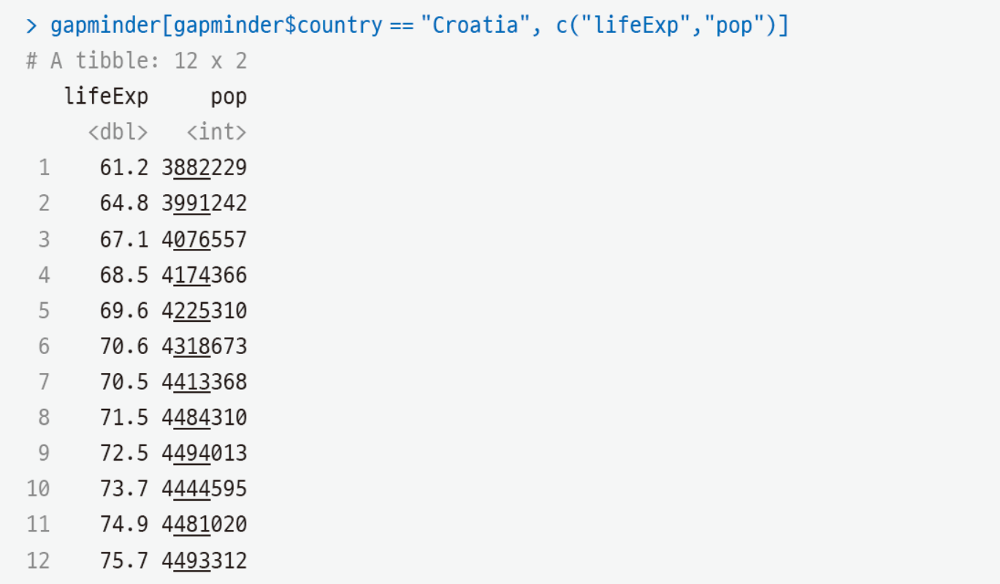 > gapminder[gapminder$country == "Croatia", c("lifeExp","pop")]
# A tibble: 12 x 2
lifeExp pop
<dbl> <int>
1 61.2 3882229
2 64.8 3991242
3 67.1 4076557
4 68.5 4174366
5 69.6 4225310
6 70.6 4318673
7 70.5 4413368
8 71.5 4484310
9 72.5 4494013
10 73.7 4444595
11 74.9 4481020
12 75.7 4493312